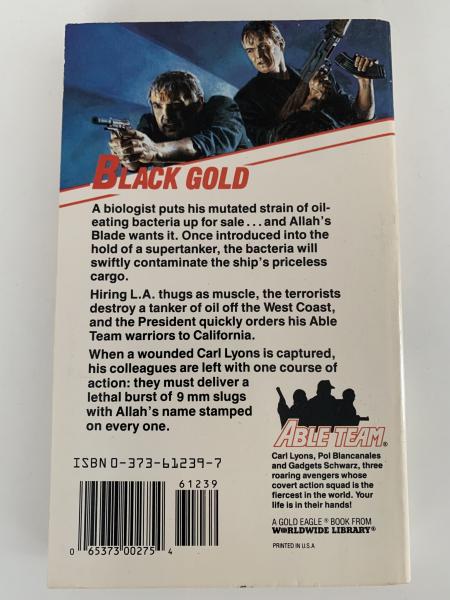 BLACK GOLD
A biologist puts his mutated strain of oil-
eating bacteria up for sale...and Allah's
Blade wants it. Once introduced into the
hold of a supertanker, the bacteria will
swiftly contaminate the ship's priceless
cargo.
Hiring L.A. thugs as muscle, the terrorists
destroy a tanker of oil off the West Coast,
and the President quickly orders his Able
Team warriors to California.
When a wounded Carl Lyons is captured,
his colleagues are left with one course of
action: they must deliver a
lethal burst of 9 mm slugs
with Allah's name stamped
on every one.
ABLE TEAM®
Carl Lyons, Pol Blancanales
and Gadgets Schwarz, three
roaring avengers whose
covert action squad is the
fiercest in the world. Your
life is in their hands!
A GOLD EAGLE® BOOK FROM
WORLDWIDE LIBRARY®
PRINTED IN U.S.A
ISBN 0-373-61239-7
61239
0 65373 00275 4